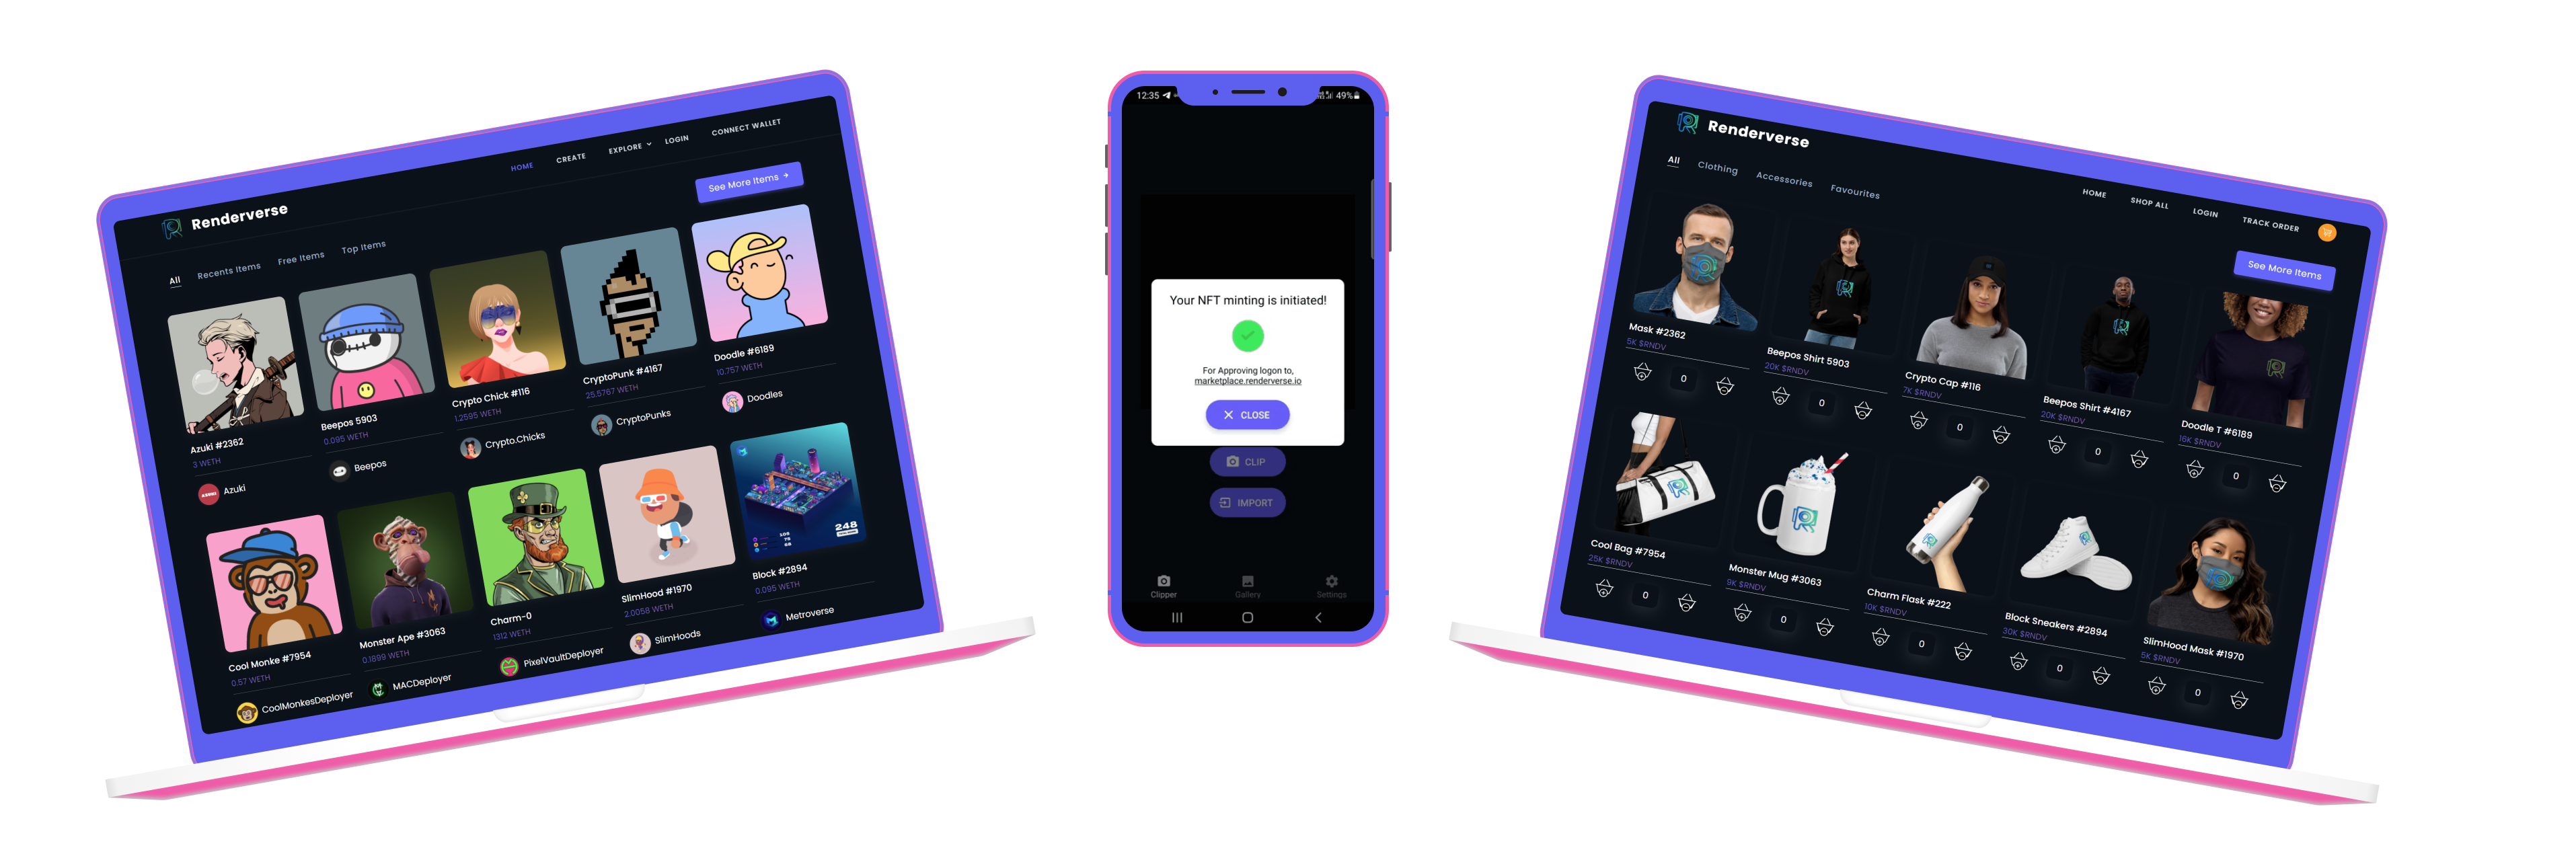 Renderverse
HOME CREATE EXPLORE LOGIN CONNECT WALLET
All Recents Items Free Items Top Items
See More Items
Azuki #2362
3 WETH
Azuki
Beepos 5903
0.095 WETH
Beepos
Crypto Chick #116
1.2595 WETH
Crypto.Chicks
CryptoPunk #4167
25.5767 WETH
CryptoPunks
Doodle #6189
10.757 WETH
Doodles
Cool Monke #7954
0.57 WETH
CoolMonkesDeployer
Monster Ape #3063
0.1899 WETH
MACDeployer
Charm-0
1312 WETH
PixelVaultDeployer
SlimHood #1970
2.0058 WETH
SlimHoods
248
Block #2894
0.095 WETH
Metroverse
12:35
49%
Your NFT minting is initiated!
For Approving logon to,
marketplace.renderverse.io
CLOSE
CLIP
IMPORT
Clipper Gallery Settings
Renderverse
All Clothing Accessories Favourites
HOME SHOP ALL LOGIN TRACK ORDER
See More Items
Mask #2362
5K $RNDV
0
Beepos Shirt 5903
20K $RNDV
0
Crypto Cap #116
7K $RNDV
0
Beepos Shirt #4167
20K $RNDV
0
Doodle T #6189
16K $RNDV
0
Cool Bag #7954
25K $RNDV
0
Monster Mug #3063
9K $RNDV
0
Charm Flask #222
10K $RNDV
0
Block Sneakers #2894
30K $RNDV
0
SlimHood Mask #1970
5K $RNDV
0